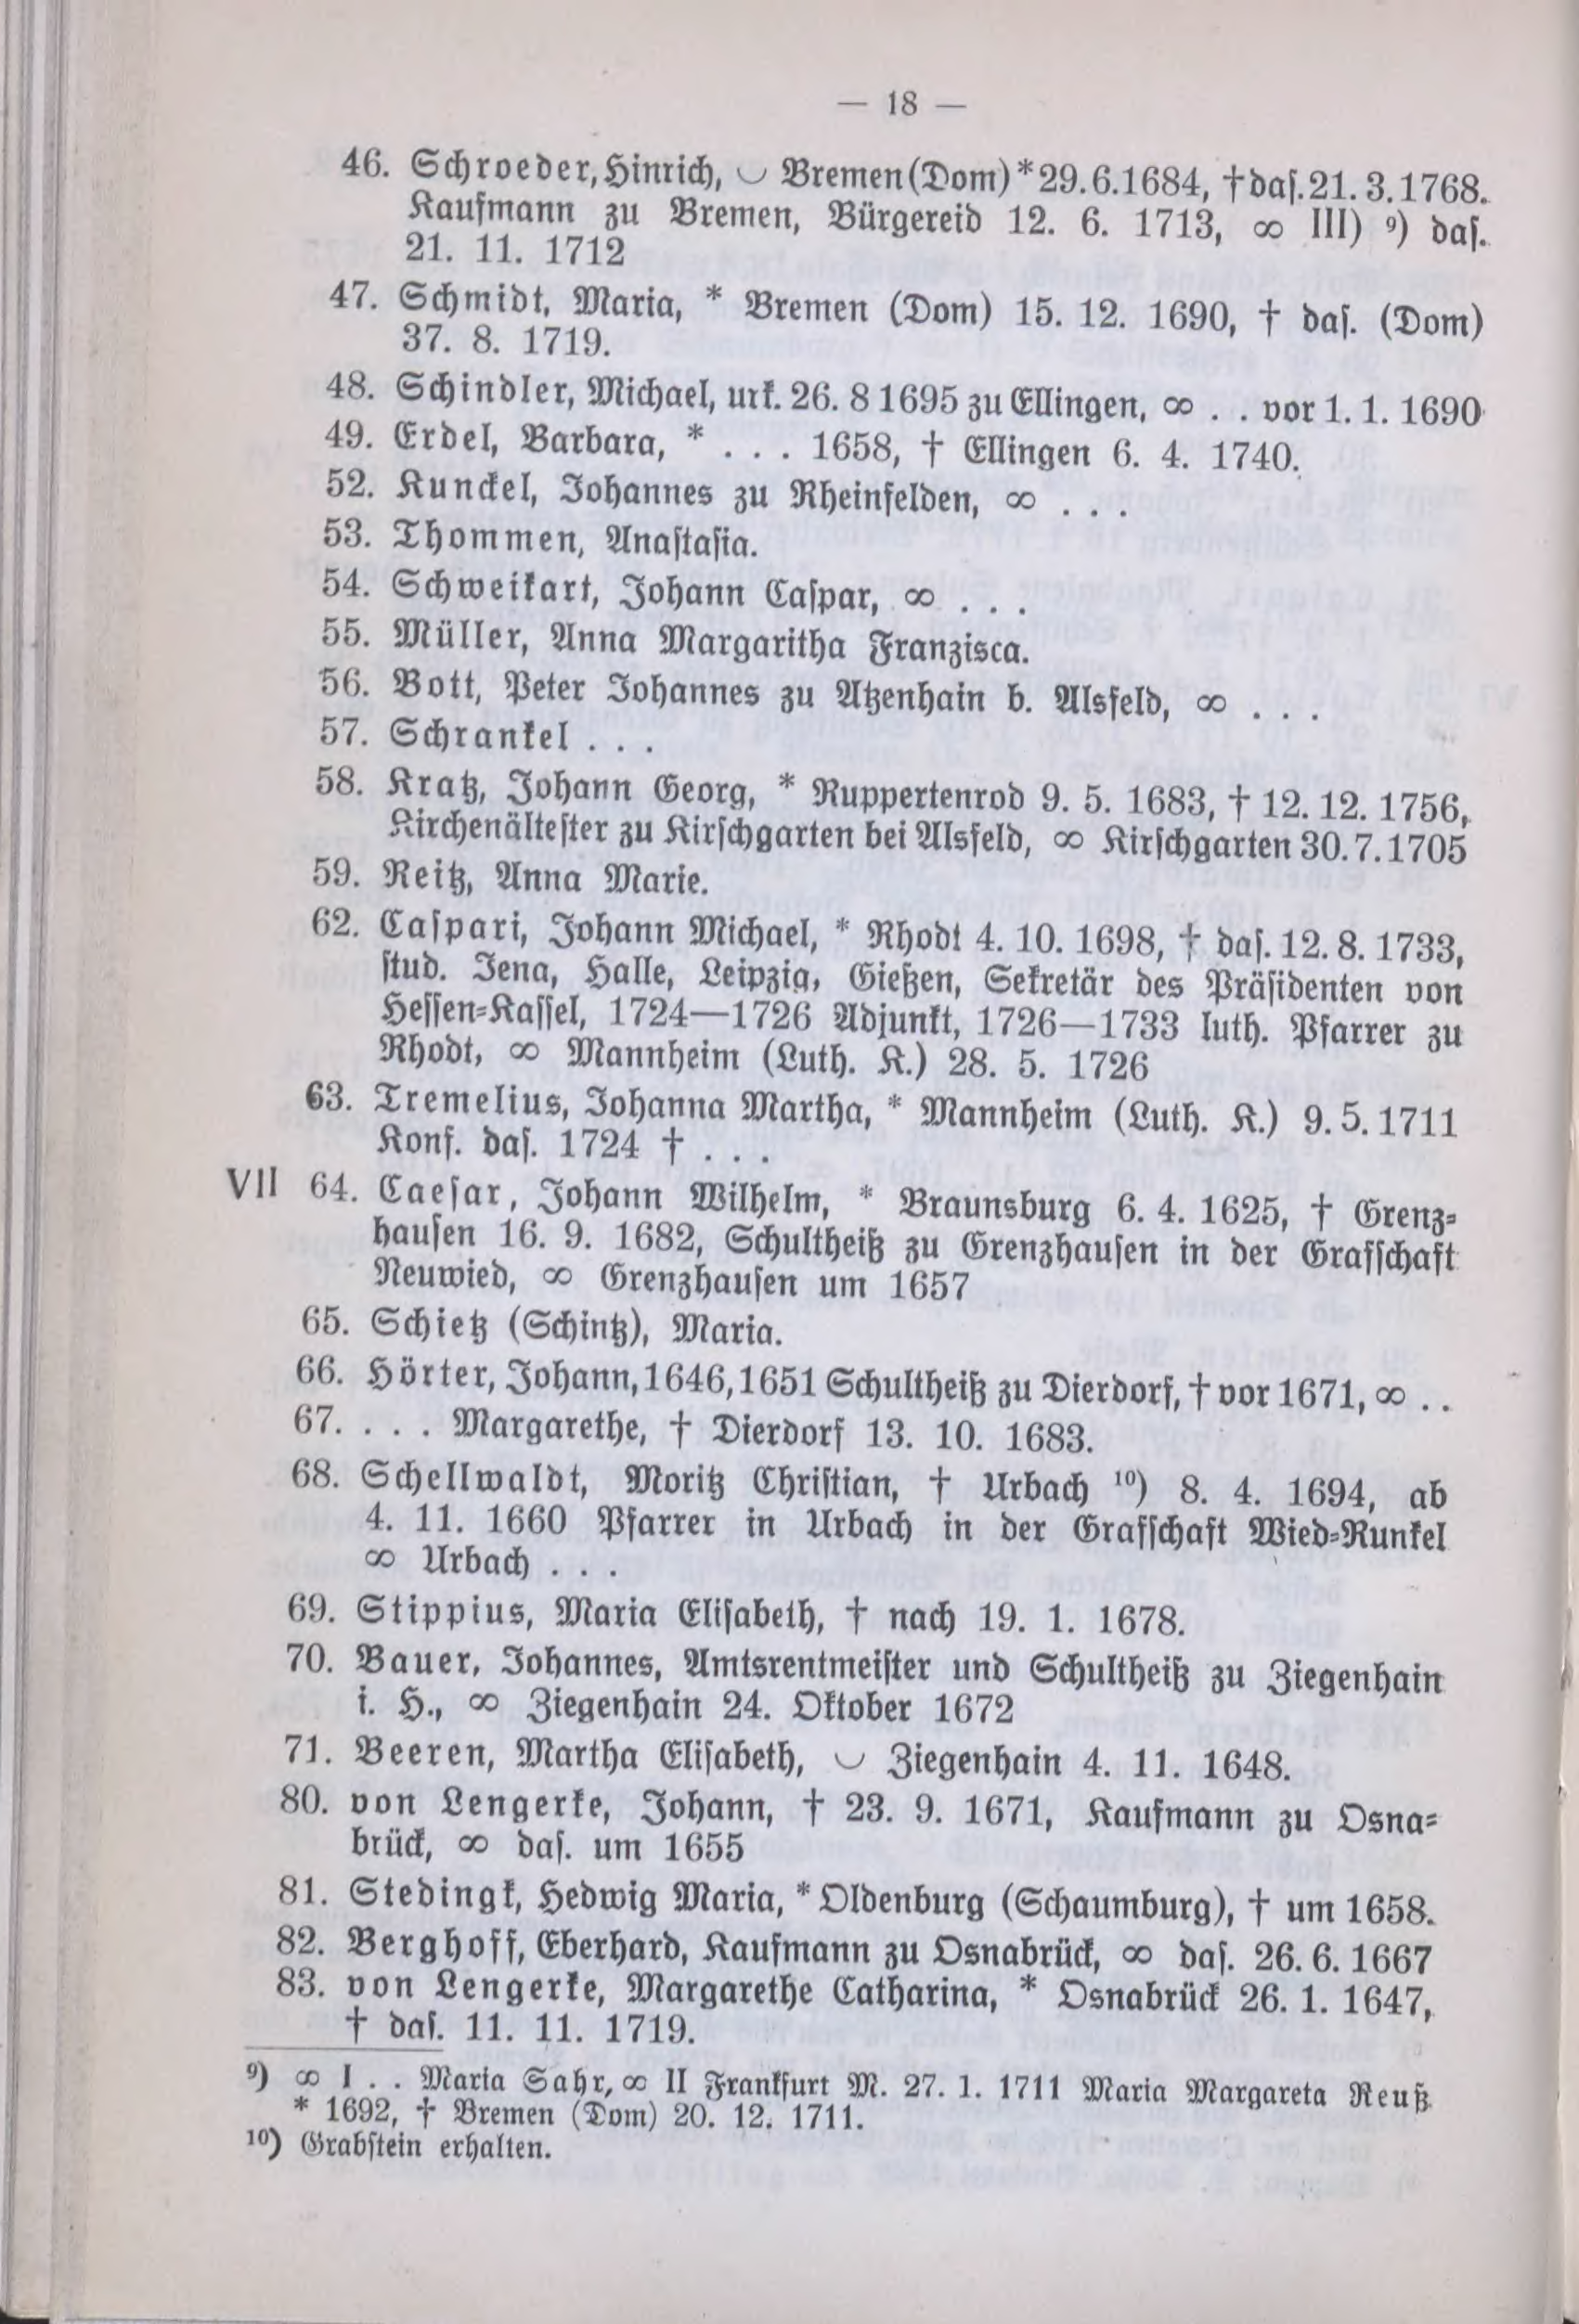 — 18 —
46. Schroeder, Hinrich, ◡ Bremen (Dom) * 29. 6. 1684, † das. 21. 3. 1768.
Kaufmann zu Bremen, Bürgereid 12. 6. 1713, ∞ III) ⁹) das.
21. 11. 1712
47. Schmidt, Maria, * Bremen (Dom) 15. 12. 1690, † das. (Dom)
37. 8. 1719.
48. Schindler, Michael, urk. 26. 8 1695 zu Ellingen, ∞ . . vor 1. 1. 1690
49. Erdel, Barbara, * . . . 1658, † Ellingen 6. 4. 1740.
52. Kunckel, Johannes zu Rheinfelden, ∞ . . .
53. Thommen, Anastasia.
54. Schweikart, Johann Caspar, ∞ . . .
55. Müller, Anna Margaritha Franzisca.
56. Bott, Peter Johannes zu Atzenhain b. Alsfeld, ∞ . . .
57. Schrankel . . .
58. Kratz, Johann Georg, * Ruppertenrod 9. 5. 1683, † 12. 12. 1756,
Kirchenältester zu Kirschgarten bei Alsfeld, ∞ Kirschgarten 30. 7. 1705
59. Reitz, Anna Marie.
62. Caspari, Johann Michael, * Rhodt 4. 10. 1698, † das. 12. 8. 1733,
stud. Jena, Halle, Leipzig, Gießen, Sekretär des Präsidenten von
Hessen-Kassel, 1724—1726 Adjunkt, 1726—1733 luth. Pfarrer zu
Rhodt, ∞ Mannheim (Luth. K.) 28. 5. 1726
63. Tremelius, Johanna Martha, * Mannheim (Luth. K.) 9. 5. 1711
Konf. das. 1724 † . . .
VII 64. Caesar, Johann Wilhelm, * Braunsburg 6. 4. 1625, † Grenz-
hausen 16. 9. 1682, Schultheiß zu Grenzhausen in der Grafschaft
Neuwied, ∞ Grenzhausen um 1657
65. Schietz (Schintz), Maria.
66. Hörter, Johann, 1646, 1651 Schultheiß zu Dierdorf, † vor 1671, ∞ . .
67. . . . Margarethe, † Dierdorf 13. 10. 1683.
68. Schellwaldt, Moritz Christian, † Urbach ¹⁰) 8. 4. 1694, ab
4. 11. 1660 Pfarrer in Urbach in der Grafschaft Wied-Runkel
∞ Urbach . . .
69. Stippius, Maria Elisabeth, † nach 19. 1. 1678.
70. Bauer, Johannes, Amtsrentmeister und Schultheiß zu Ziegenhain
i. H., ∞ Ziegenhain 24. Oktober 1672
71. Beeren, Martha Elisabeth, ◡ Ziegenhain 4. 11. 1648.
80. von Lengerke, Johann, † 23. 9. 1671, Kaufmann zu Osna-
brück, ∞ das. um 1655
81. Stedingk, Hedwig Maria, * Oldenburg (Schaumburg), † um 1658.
82. Berghoff, Eberhard, Kaufmann zu Osnabrück, ∞ das. 26. 6. 1667
83. von Lengerke, Margarethe Catharina, * Osnabrück 26. 1. 1647,
† das. 11. 11. 1719.
⁹) ∞ I . . Maria Sahr, ∞ II Frankfurt M. 27. 1. 1711 Maria Margareta Reuß
* 1692, † Bremen (Dom) 20. 12. 1711.
¹⁰) Grabstein erhalten.